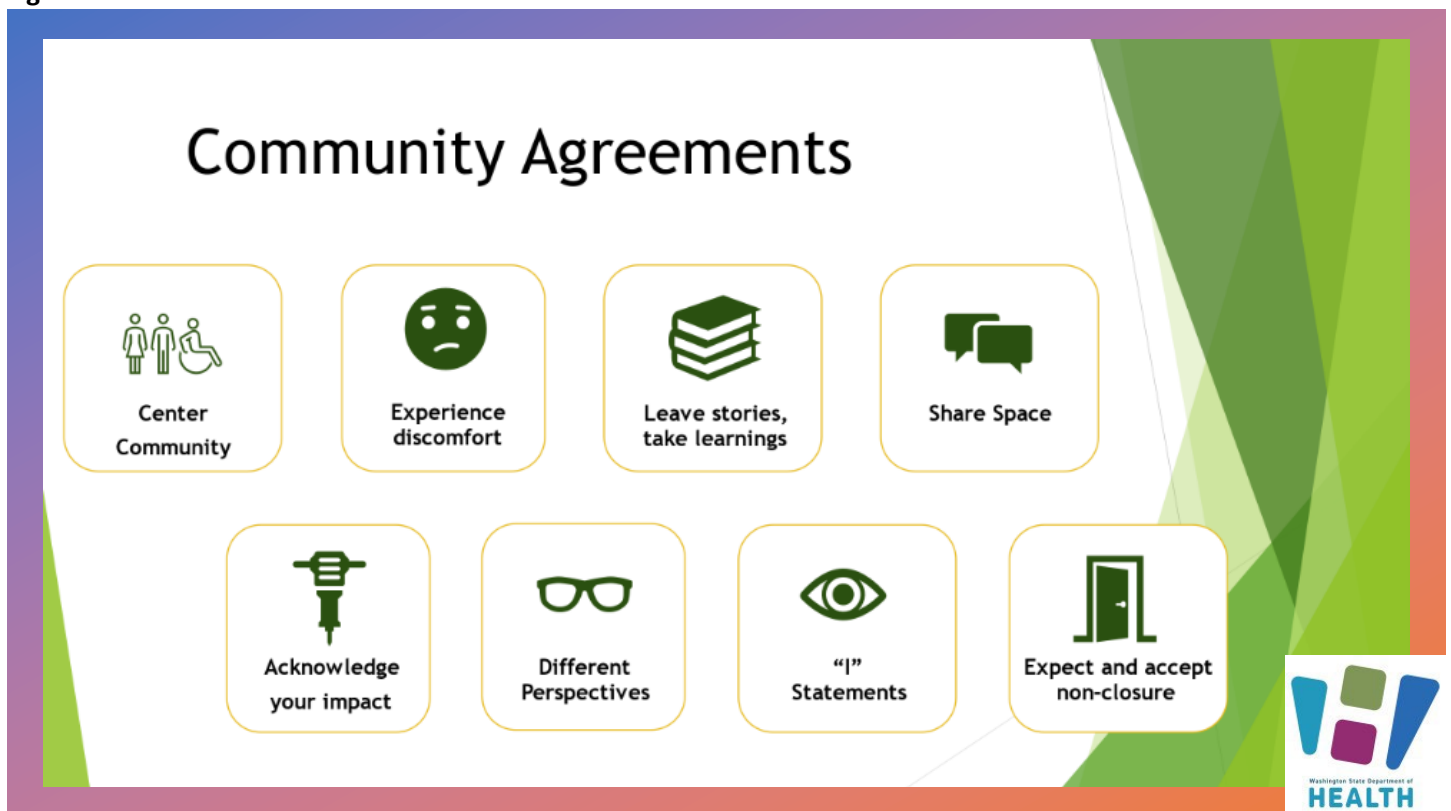 Community Agreements
Center
Community
Experience
discomfort
Leave stories,
take learnings
Share Space
Acknowledge
your impact
Different
Perspectives
“I”
Statements
Expect and accept
non-closure
Washington State Department of
HEALTH